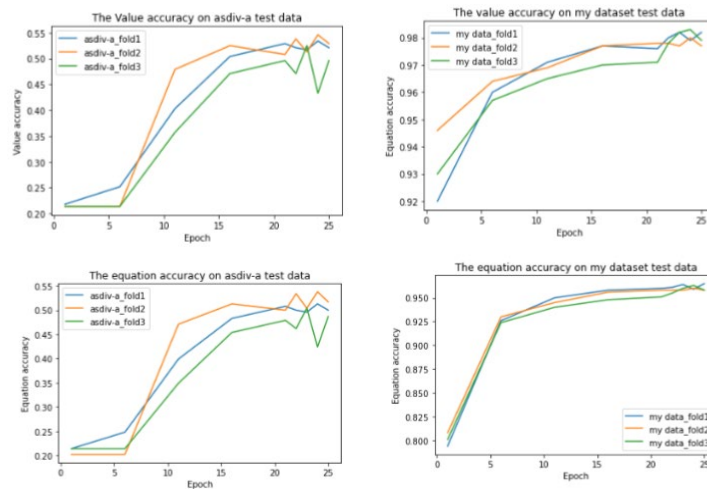 The Value accuracy on asdiv-a test data
0.55
0.50
0.45
0.40
0.35
0.30
0.25
0.20
Value accuracy
asdiv-a_fold1
asdiv-a_fold2
asdiv-a_fold3
0 5 10 15 20 25
Epoch
The value accuracy on my dataset test data
0.98
0.97
0.96
0.95
0.94
0.93
0.92
Equation accuracy
my data_fold1
my data_fold2
my data_fold3
0 5 10 15 20 25
Epoch
The equation accuracy on asdiv-a test data
0.55
0.50
0.45
0.40
0.35
0.30
0.25
0.20
Equation accuracy
asdiv-a_fold1
asdiv-a_fold2
asdiv-a_fold3
0 5 10 15 20 25
Epoch
The equation accuracy on my dataset test data
0.950
0.925
0.900
0.875
0.850
0.825
0.800
Equation accuracy
my data_fold1
my data_fold2
my data_fold3
0 5 10 15 20 25
Epoch